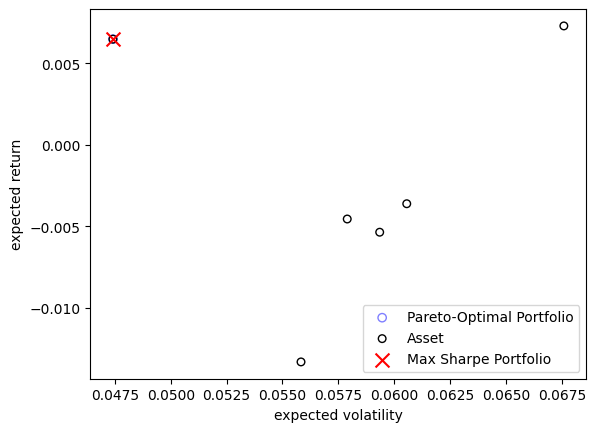 0.005
0.000
−0.005
−0.010
expected return
0.0475 0.0500 0.0525 0.0550 0.0575 0.0600 0.0625 0.0650 0.0675
expected volatility
Pareto-Optimal Portfolio
Asset
Max Sharpe Portfolio